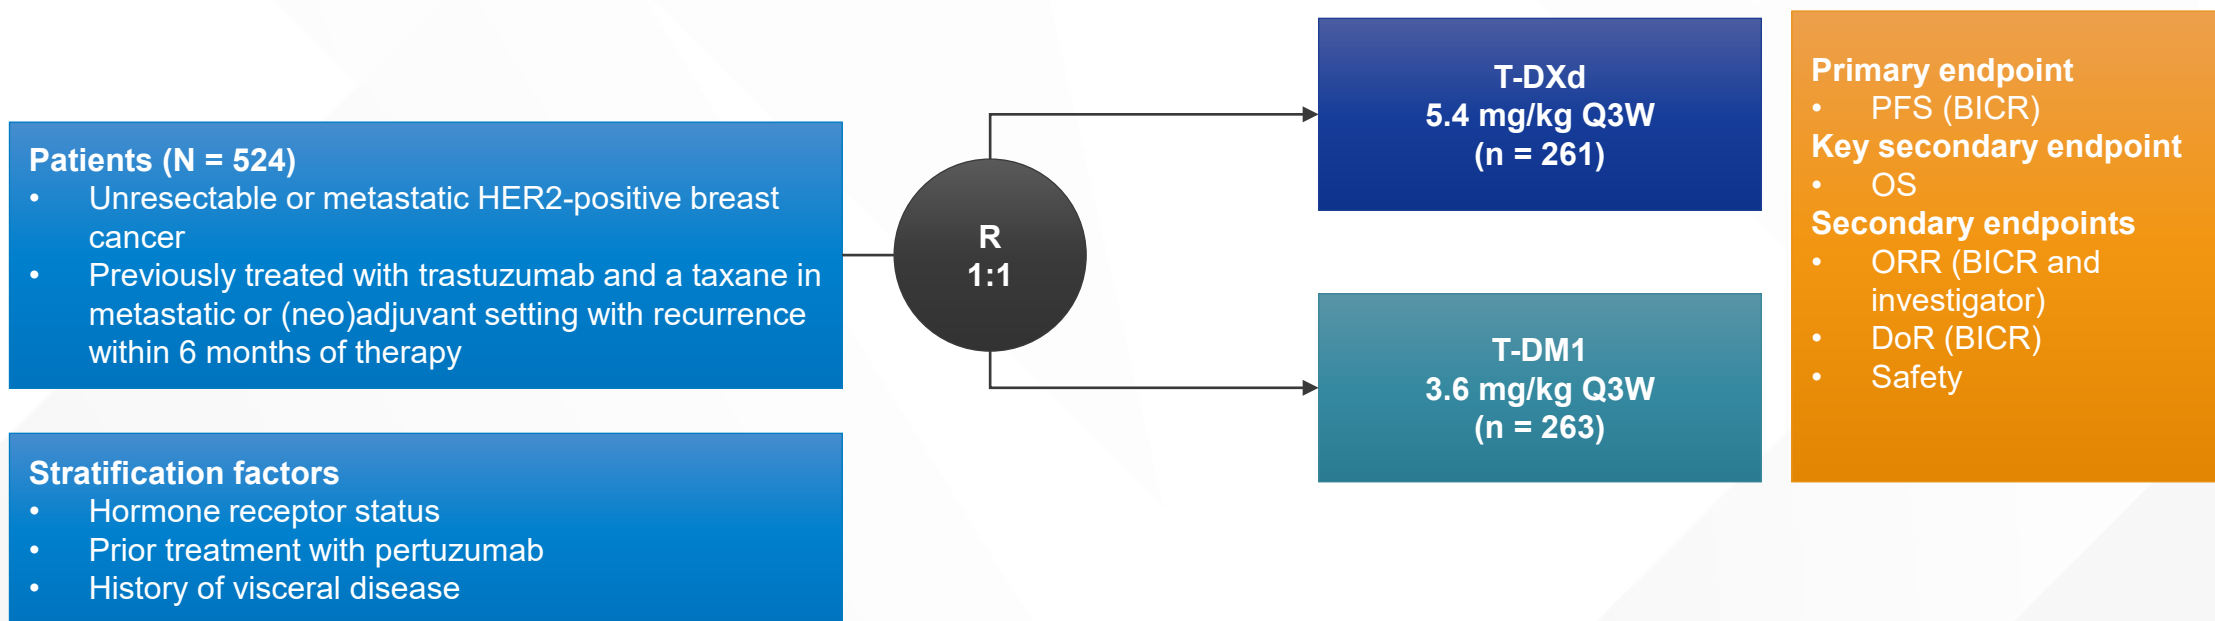 Patients (N = 524)
• Unresectable or metastatic HER2-positive breast
cancer
• Previously treated with trastuzumab and a taxane in
metastatic or (neo)adjuvant setting with recurrence
within 6 months of therapy
Stratification factors
• Hormone receptor status
• Prior treatment with pertuzumab
• History of visceral disease
R
1:1
T-DXd
5.4 mg/kg Q3W
(n = 261)
T-DM1
3.6 mg/kg Q3W
(n = 263)
Primary endpoint
• PFS (BICR)
Key secondary endpoint
• OS
Secondary endpoints
• ORR (BICR and
investigator)
• DoR (BICR)
• Safety